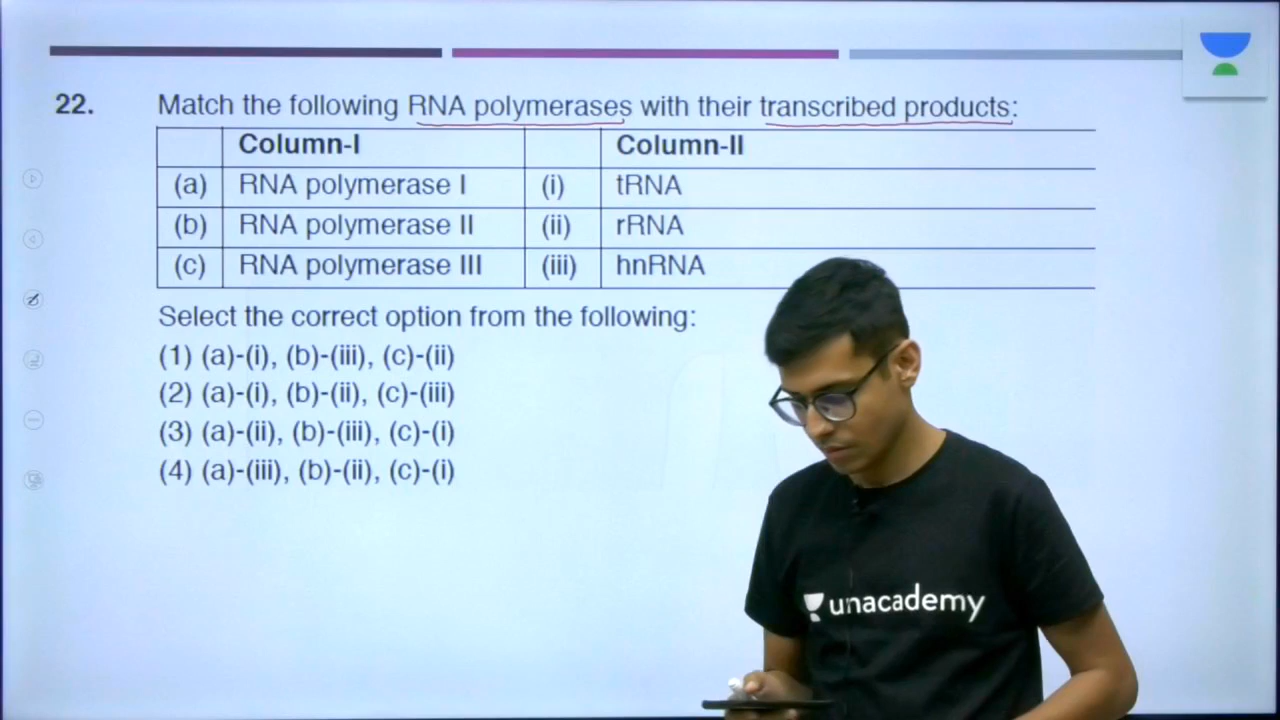 22. Match the following RNA polymerases with their transcribed products:
Column-I Column-II
(a) RNA polymerase I (i) tRNA
(b) RNA polymerase II (ii) rRNA
(c) RNA polymerase III (iii) hnRNA
Select the correct option from the following:
(1) (a)-(i), (b)-(iii), (c)-(ii)
(2) (a)-(i), (b)-(ii), (c)-(iii)
(3) (a)-(ii), (b)-(iii), (c)-(i)
(4) (a)-(iii), (b)-(ii), (c)-(i)
unacademy